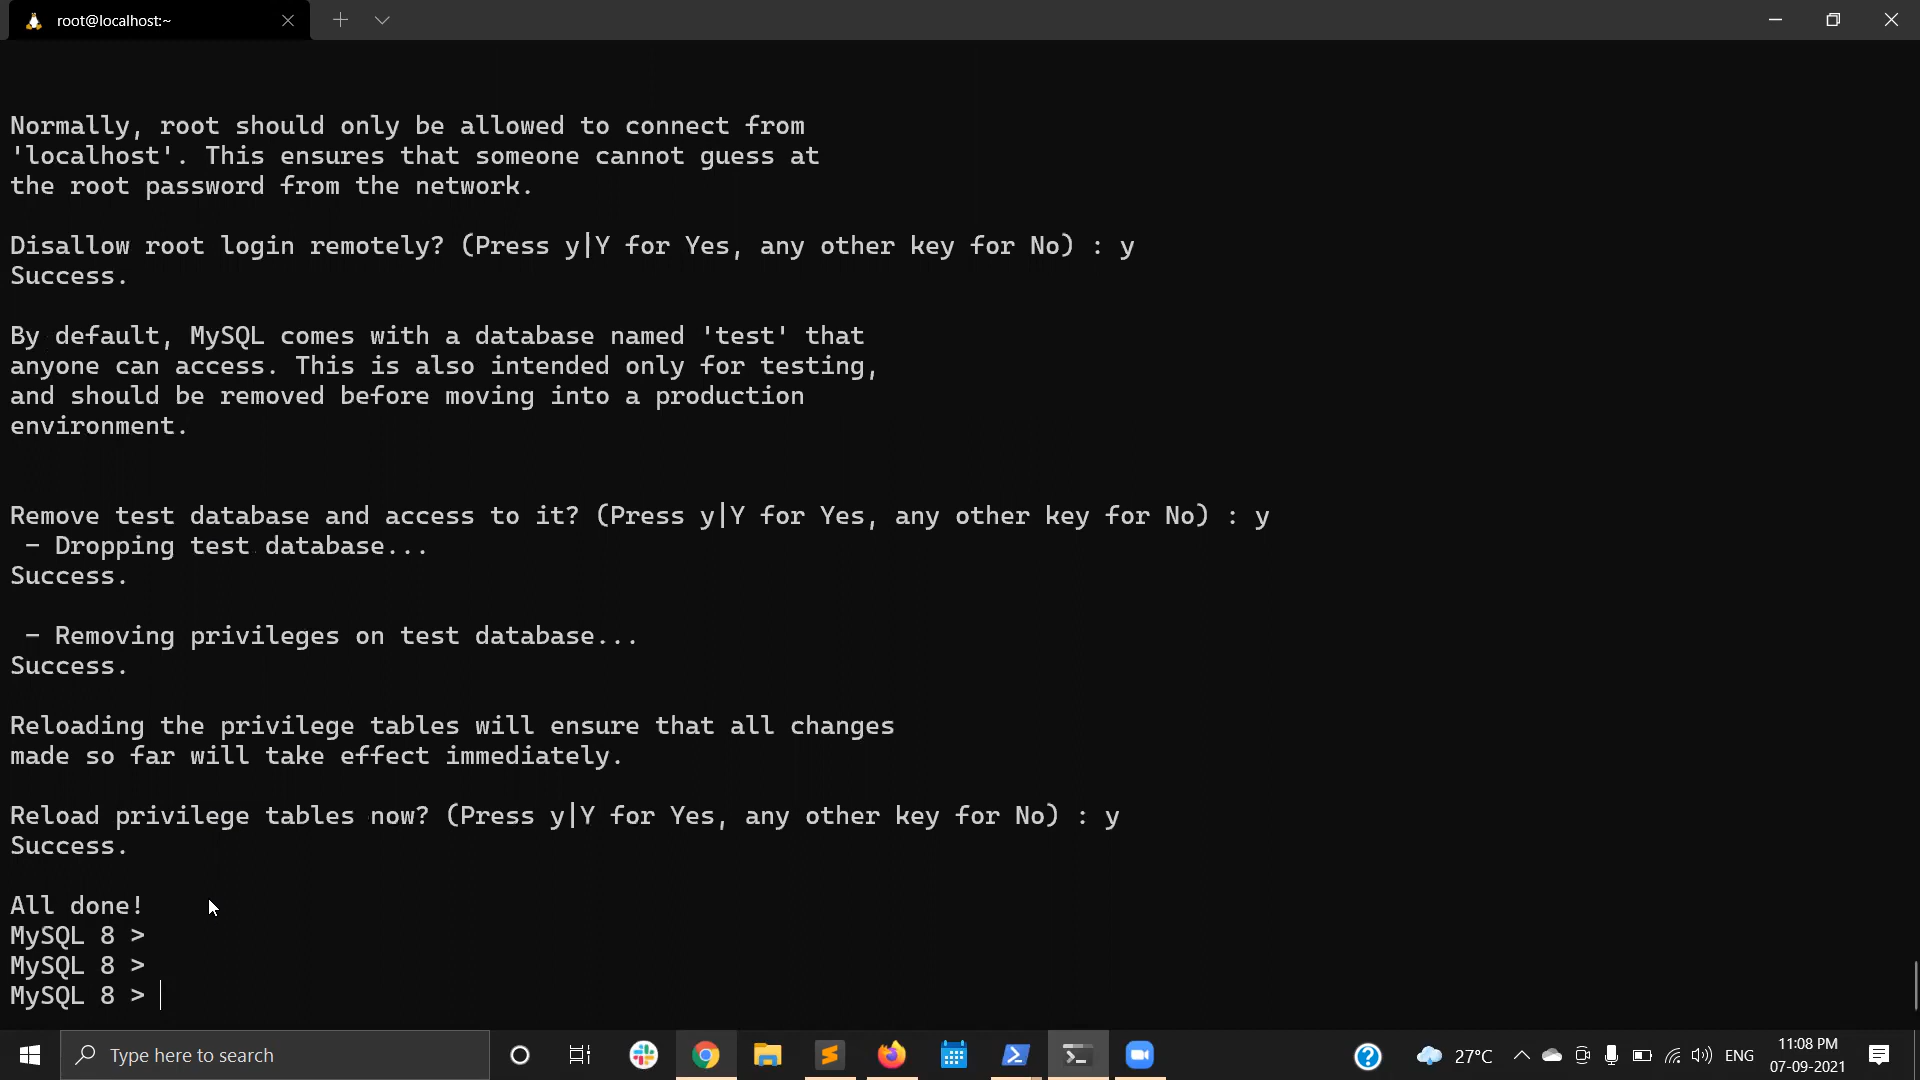 root@localhost:~
Normally, root should only be allowed to connect from
'localhost'. This ensures that someone cannot guess at
the root password from the network.
Disallow root login remotely? (Press y|Y for Yes, any other key for No) : y
Success.
By default, MySQL comes with a database named 'test' that
anyone can access. This is also intended only for testing,
and should be removed before moving into a production
environment.
Remove test database and access to it? (Press y|Y for Yes, any other key for No) : y
- Dropping test database...
Success.
- Removing privileges on test database...
Success.
Reloading the privilege tables will ensure that all changes
made so far will take effect immediately.
Reload privilege tables now? (Press y|Y for Yes, any other key for No) : y
Success.
All done!
MySQL 8 >
MySQL 8 >
MySQL 8 >
Type here to search
27°C
ENG
11:08 PM
07-09-2021